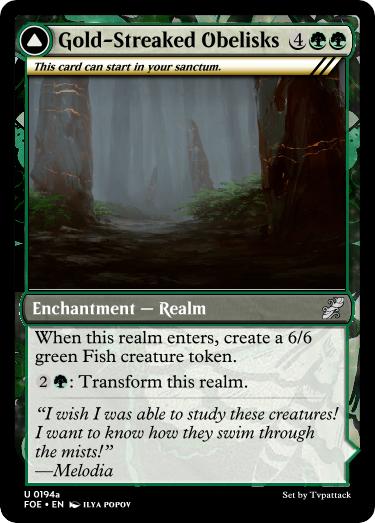 Gold-Streaked Obelisks 4
This card can start in your sanctum.
Enchantment — Realm
When this realm enters, create a 6/6
green Fish creature token.
2 : Transform this realm.
“I wish I was able to study these creatures!
I want to know how they swim through
the mists!”
—Melodia
U 0194a
FOE • EN ILYA POPOV
Set by Tvpattack